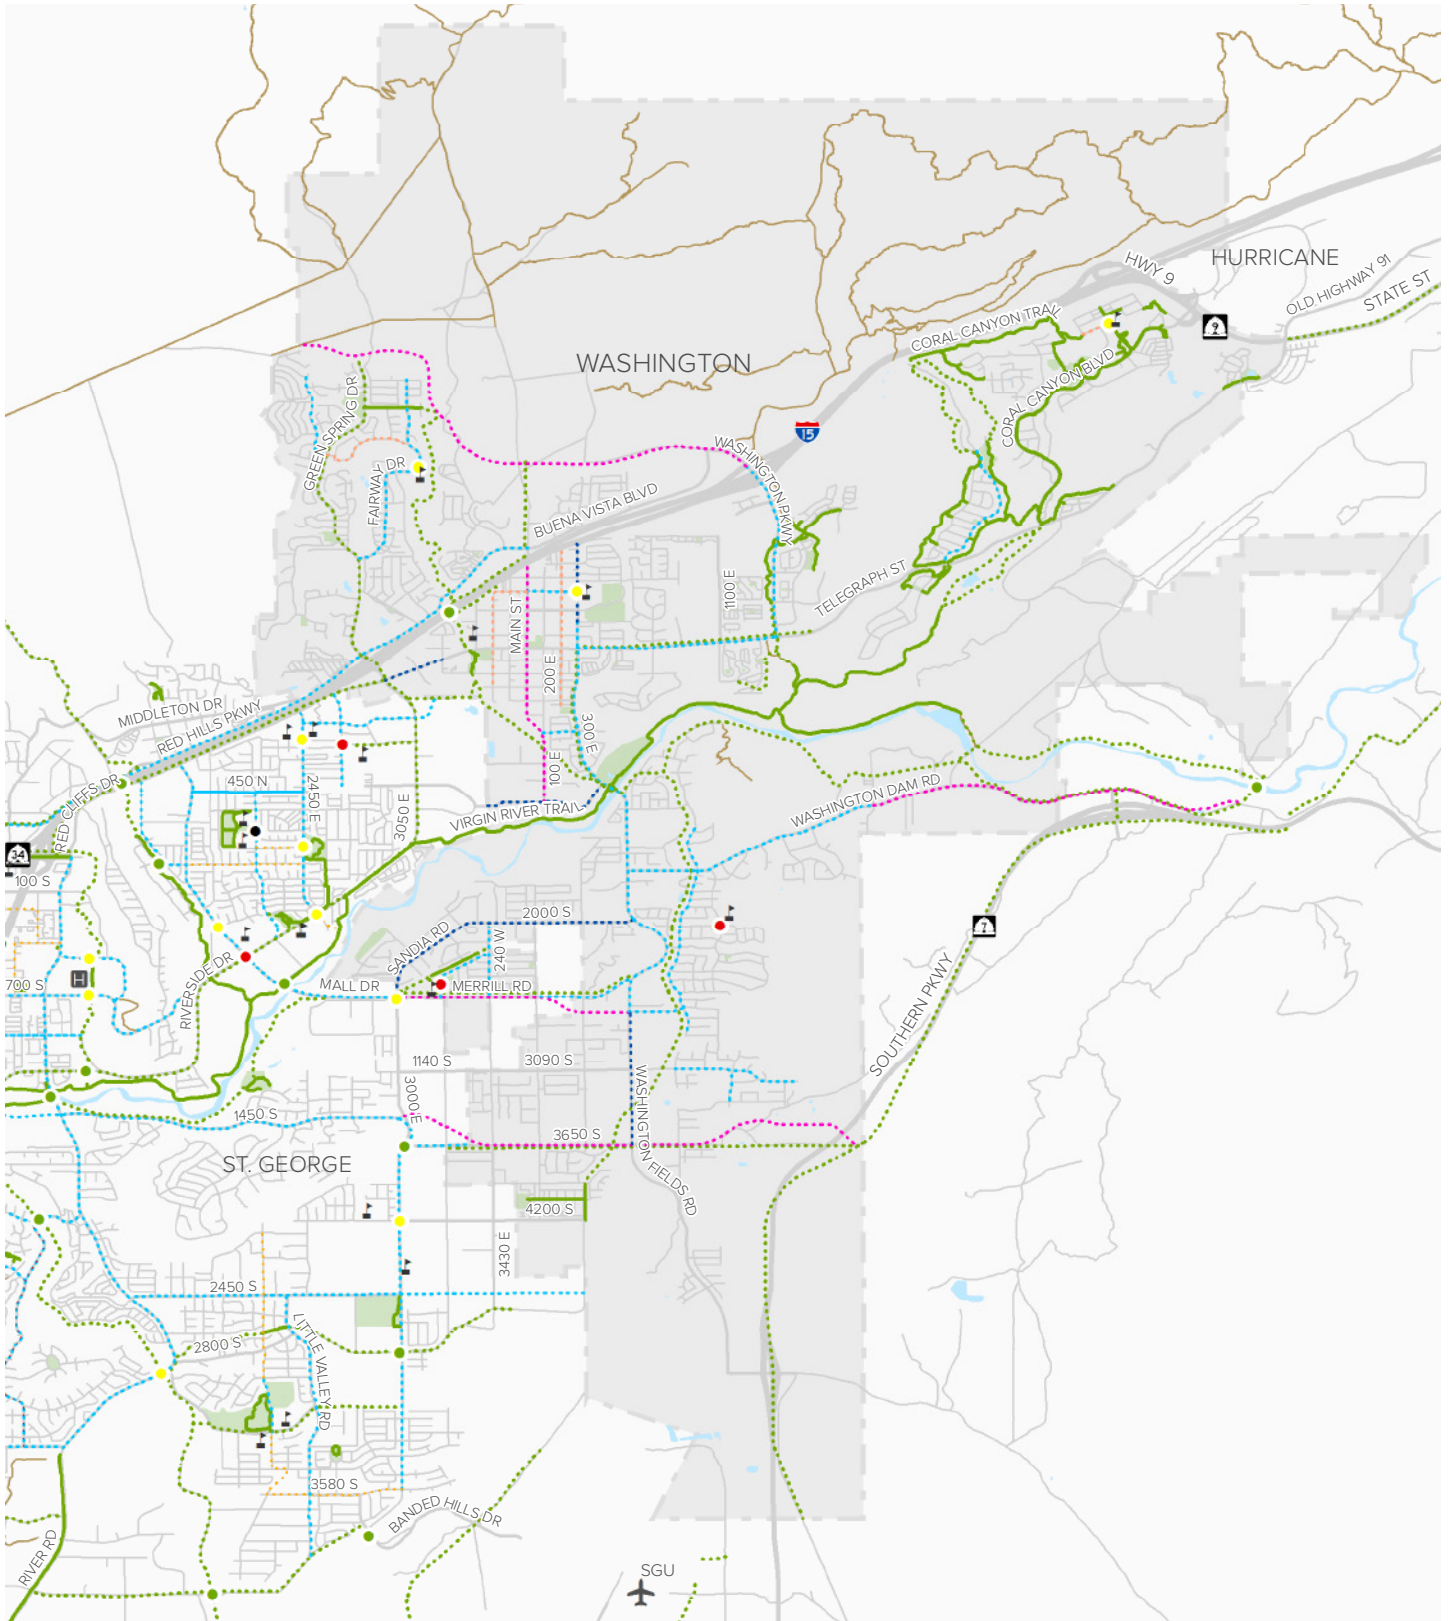 HWY 9
HURRICANE
OLD HIGHWAY 91
STATE ST
9
CORAL CANYON TRAIL
WASHINGTON
CORAL CANYON BLVD
GREEN SPRING DR
FAIRWAY DR
15
WASHINGTON PKWY
BUENA VISTA BLVD
TELEGRAPH ST
1100 E
MAIN ST
200 E
300 E
100 E
MIDDLETON DR
RED HILLS PKWY
450 N
2450 E
3050 E
RED CLIFFS DR
VIRGIN RIVER TRAIL
WASHINGTON DAM RD
34
100 S
2000 S
SANDIA RD
240 W
7
H
700 S
RIVERSIDE DR
MALL DR
MERRILL RD
SOUTHERN PKWY
1140 S
3090 S
3000 E
WASHINGTON FIELDS RD
1450 S
3650 S
ST. GEORGE
4200 S
3430 E
2450 S
2800 S
LITTLE VALLEY RD
3580 S
BANDED HILLS DR
RIVER RD
SGU